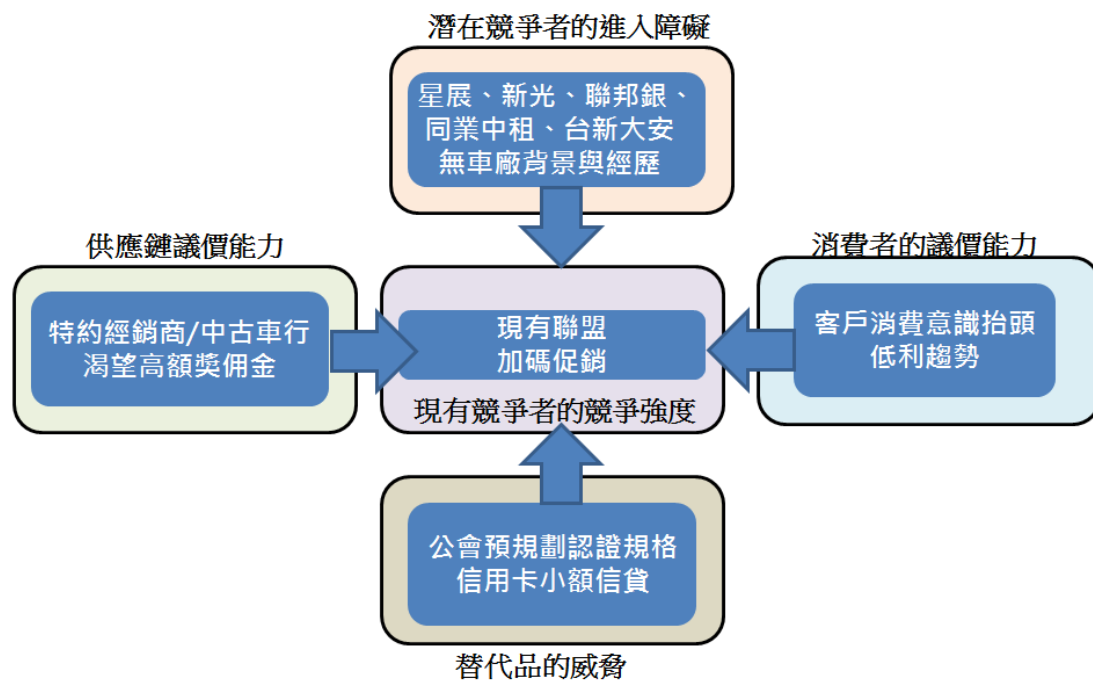 潛在競爭者的進入障礙
星展、新光、聯邦銀、
同業中租、台新大安
無車廠背景與經歷
供應鏈議價能力
特約經銷商/中古車行
渴望高額獎佣金
現有聯盟
加碼促銷
現有競爭者的競爭強度
消費者的議價能力
客戶消費意識抬頭
低利趨勢
公會預規劃認證規格
信用卡小額信貸
替代品的威脅